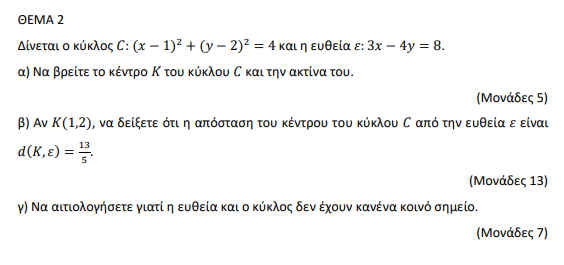 ΘΕΜΑ 2
Δίνεται ο κύκλος C: (x − 1)² + (y − 2)² = 4 και η ευθεία ε: 3x − 4y = 8.
α) Να βρείτε το κέντρο K του κύκλου C και την ακτίνα του.
(Μονάδες 5)
β) Αν K(1,2), να δείξετε ότι η απόσταση του κέντρου του κύκλου C από την ευθεία ε είναι
d(K, ε) = 13/5.
(Μονάδες 13)
γ) Να αιτιολογήσετε γιατί η ευθεία και ο κύκλος δεν έχουν κανένα κοινό σημείο.
(Μονάδες 7)